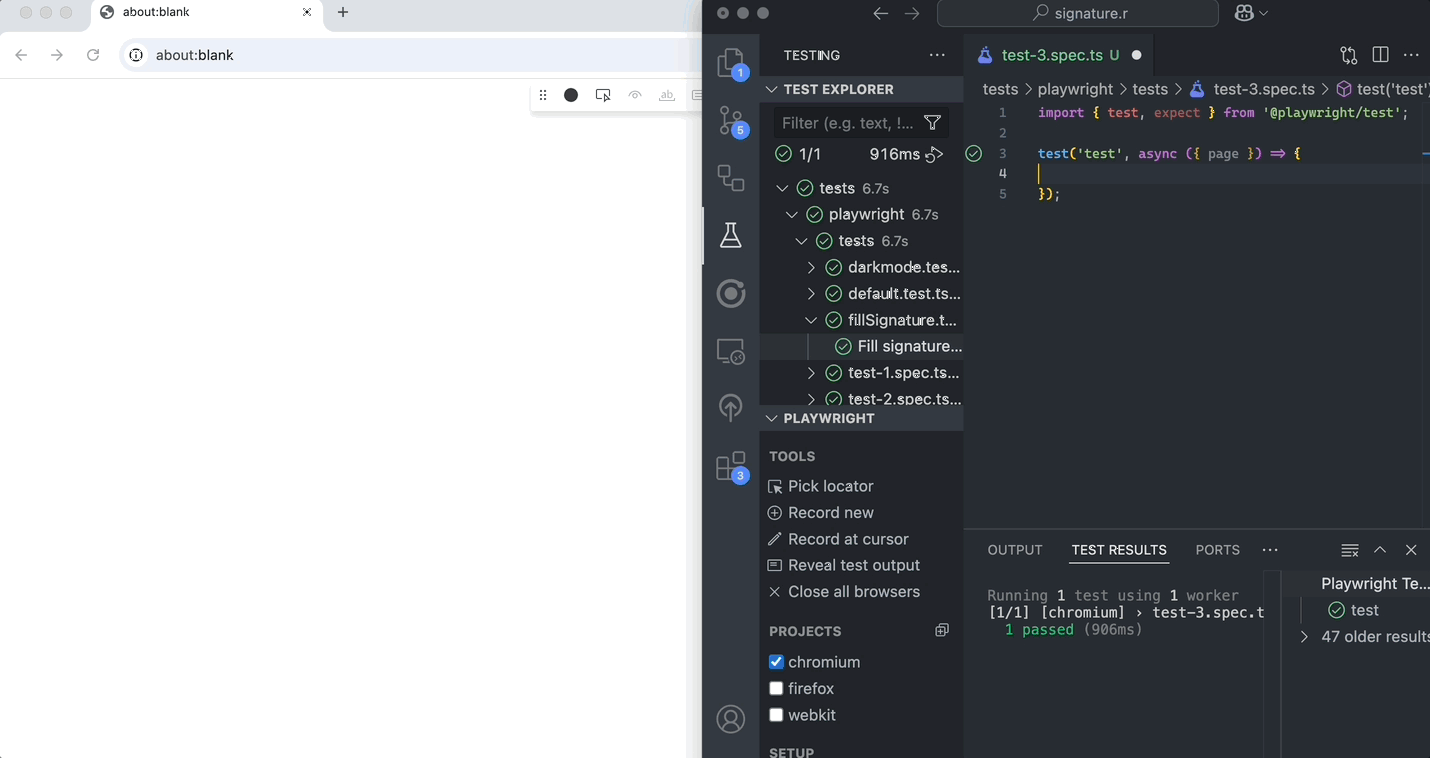 about:blank
about:blank
ab
signature.r
1
5
3
TESTING
TEST EXPLORER
Filter (e.g. text, !...
1/1 916ms
tests 6.7s
playwright 6.7s
tests 6.7s
darkmode.tes...
default.test.ts...
fillSignature.t...
Fill signature...
test-1.spec.ts...
test-2.spec.ts...
PLAYWRIGHT
TOOLS
Pick locator
Record new
Record at cursor
Reveal test output
Close all browsers
PROJECTS
chromium
firefox
webkit
SETUP
test-3.spec.ts U
tests > playwright > tests > test-3.spec.ts > test('test'
1 import { test, expect } from '@playwright/test';
2
3 test('test', async ({ page }) => {
4
5 });
OUTPUT TEST RESULTS PORTS
Running 1 test using 1 worker
[1/1] [chromium] › test-3.spec.t
1 passed (906ms)
Playwright Te...
test
47 older results